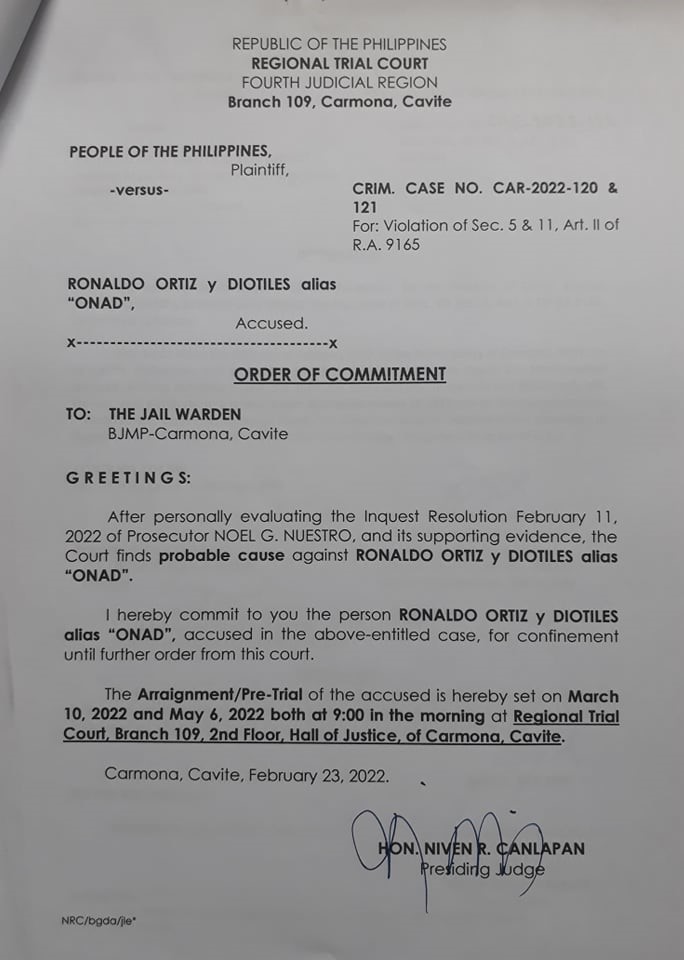 REPUBLIC OF THE PHILIPPINES
REGIONAL TRIAL COURT
FOURTH JUDICIAL REGION
Branch 109, Carmona, Cavite
PEOPLE OF THE PHILIPPINES,
Plaintiff,
-versus-
CRIM. CASE NO. CAR-2022-120 &
121
For: Violation of Sec. 5 & 11, Art. II of
R.A. 9165
RONALDO ORTIZ y DIOTILES alias
“ONAD”,
Accused.
x-------------------------------------x
ORDER OF COMMITMENT
TO: THE JAIL WARDEN
BJMP-Carmona, Cavite
G R E E T I N G S:
After personally evaluating the Inquest Resolution February 11,
2022 of Prosecutor NOEL G. NUESTRO, and its supporting evidence, the
Court finds probable cause against RONALDO ORTIZ y DIOTILES alias
“ONAD”.
I hereby commit to you the person RONALDO ORTIZ y DIOTILES
alias “ONAD”, accused in the above-entitled case, for confinement
until further order from this court.
The Arraignment/Pre-Trial of the accused is hereby set on March
10, 2022 and May 6, 2022 both at 9:00 in the morning at Regional Trial
Court, Branch 109, 2nd Floor, Hall of Justice, of Carmona, Cavite.
Carmona, Cavite, February 23, 2022.
HON. NIVEN R. CANLAPAN
Presiding Judge
NRC/bgda/jle*